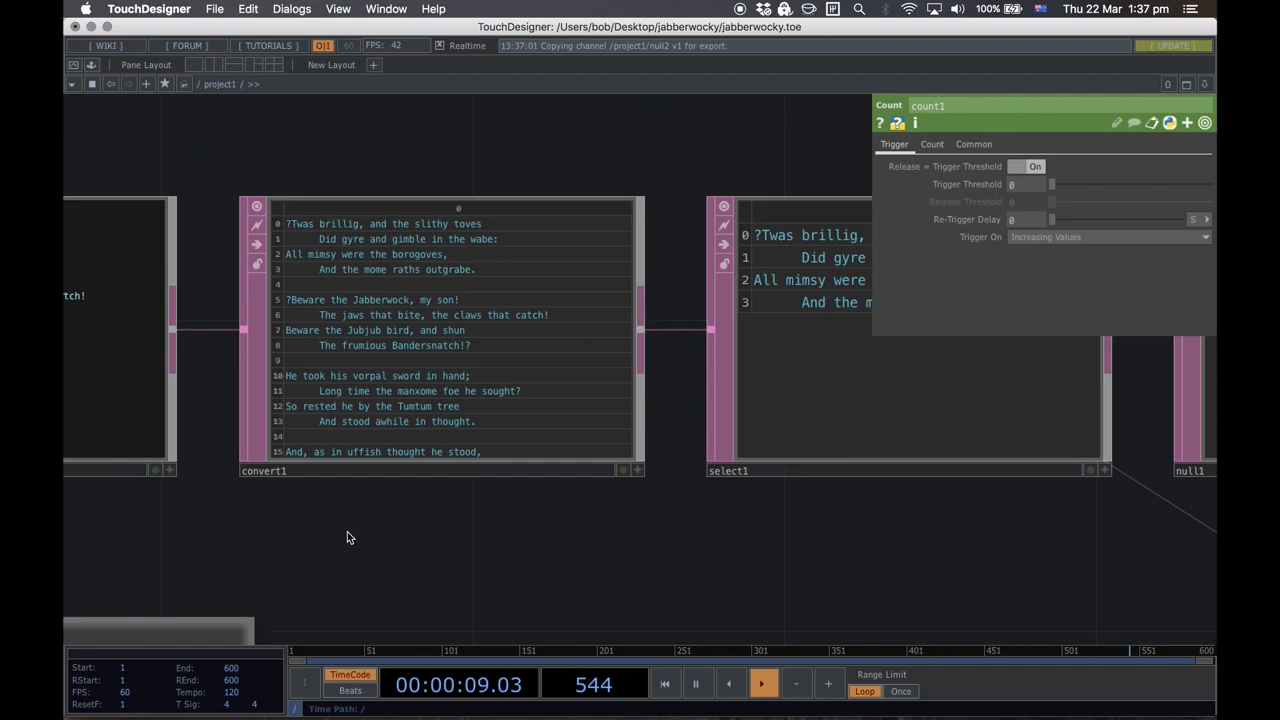 TouchDesigner File Edit Dialogs View Window Help 100% Thu 22 Mar 1:37 pm
TouchDesigner: /Users/bob/Desktop/jabberwocky/jabberwocky.toe
[ WIKI ] [ FORUM ] [ TUTORIALS ] O|I 60 FPS: 42 Realtime 13:37:01 Copying channel /project1/null2 v1 for export. [ UPDATE ]
Pane Layout New Layout +
/ project1 / >> 0
Count count1
? ? i
Trigger Count Common
Release = Trigger Threshold On
Trigger Threshold 0
Release Threshold 0
Re-Trigger Delay 0 S
Trigger On Increasing Values
tch!
0
0 ?Twas brillig, and the slithy toves
1 Did gyre and gimble in the wabe:
2 All mimsy were the borogoves,
3 And the mome raths outgrabe.
4
5 ?Beware the Jabberwock, my son!
6 The jaws that bite, the claws that catch!
7 Beware the Jubjub bird, and shun
8 The frumious Bandersnatch!?
9
10 He took his vorpal sword in hand;
11 Long time the manxome foe he sought?
12 So rested he by the Tumtum tree
13 And stood awhile in thought.
14
15 And, as in uffish thought he stood,
convert1
0 ?Twas brillig,
1 Did gyre
2 All mimsy were
3 And the m
select1
null1
1 51 101 151 201 251 301 351 401 451 501 551 600
Start: 1 End: 600
RStart: 1 REnd: 600
FPS: 60 Tempo: 120
ResetF: 1 T Sig: 4 4
TimeCode
Beats
00:00:09.03 544
- +
Range Limit
Loop Once
/ Time Path: /